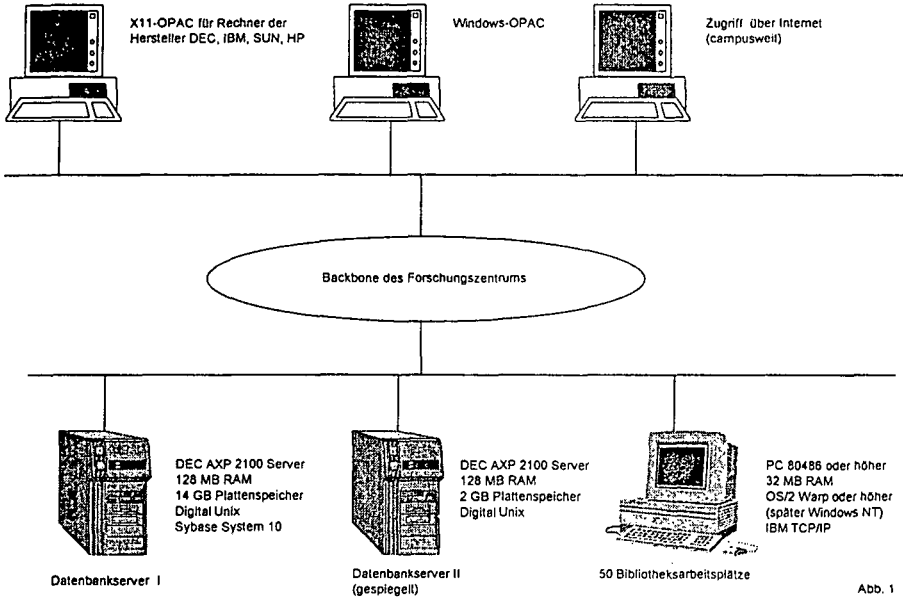 X11-OPAC für Rechner der
Hersteller DEC, IBM, SUN, HP
Windows-OPAC
Zugriff über Internet
(campusweit)
Backbone des Forschungszentrums
DEC AXP 2100 Server
128 MB RAM
14 GB Plattenspeicher
Digital Unix
Sybase System 10
Datenbankserver I
DEC AXP 2100 Server
128 MB RAM
2 GB Plattenspeicher
Digital Unix
Datenbankserver II
(gespiegelt)
PC 80486 oder höher
32 MB RAM
OS/2 Warp oder höher
(später Windows NT)
IBM TCP/IP
50 Bibliotheksarbeitsplätze
Abb. 1